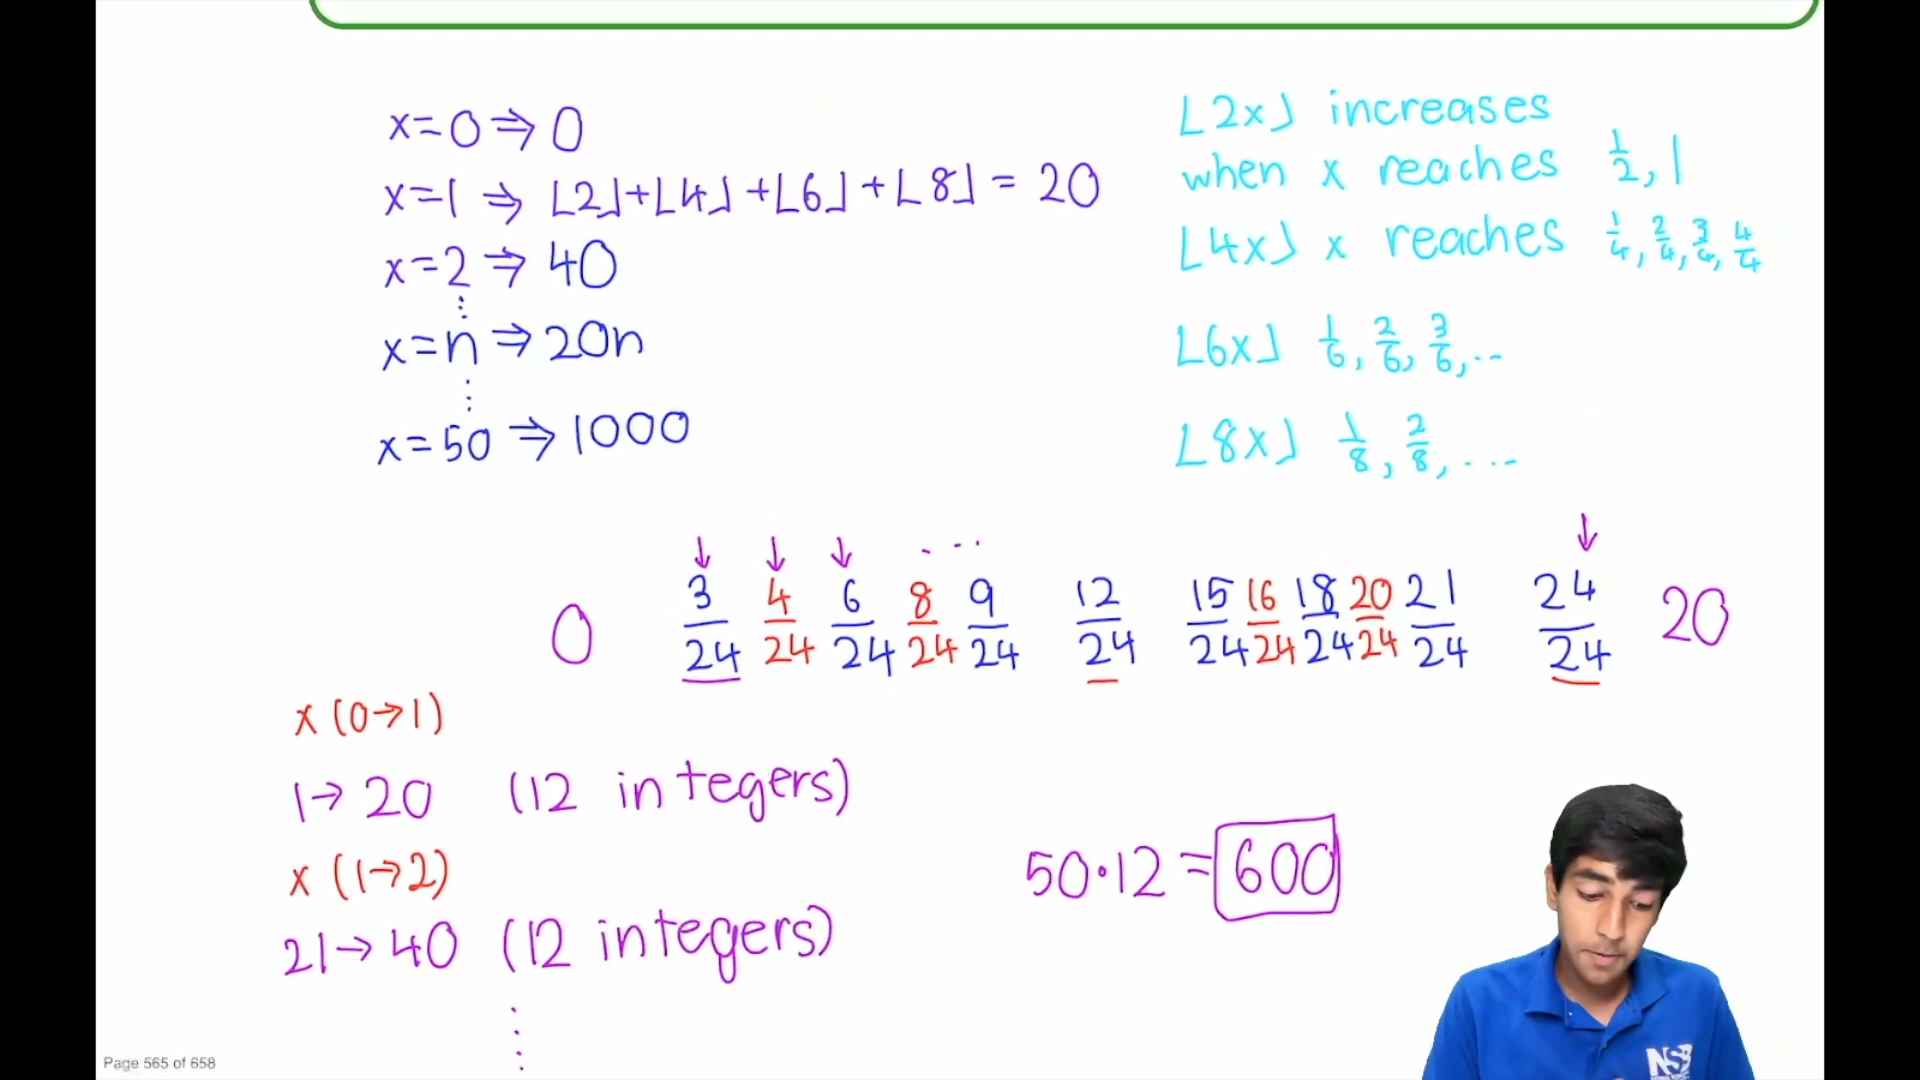 x=0⇒0
x=1 ⇒ ⌊2⌋+⌊4⌋+⌊6⌋+⌊8⌋ = 20
x=2 ⇒ 40
⋮
x=n ⇒ 20n
⋮
x=50 ⇒ 1000
⌊2x⌋ increases
when x reaches 1/2, 1
⌊4x⌋ x reaches 1/4, 2/4, 3/4, 4/4
⌊6x⌋ 1/6, 2/6, 3/6, ...
⌊8x⌋ 1/8, 2/8, ...
↓ ↓ ↓ ... ↓
0 3/24 4/24 6/24 8/24 9/24 12/24 15/24 16/24 18/24 20/24 21/24 24/24 20
x (0→1)
1→20 (12 integers)
x (1→2)
21→40 (12 integers)
⋮
50·12 = 600
Page 565 of 658